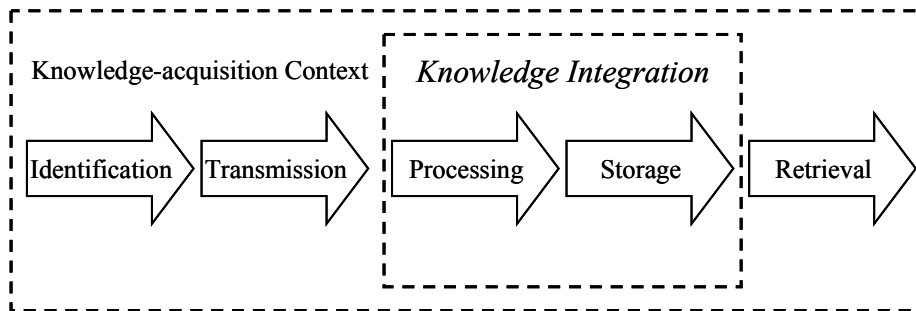 Knowledge-acquisition Context
Knowledge Integration
Identification
Transmission
Processing
Storage
Retrieval